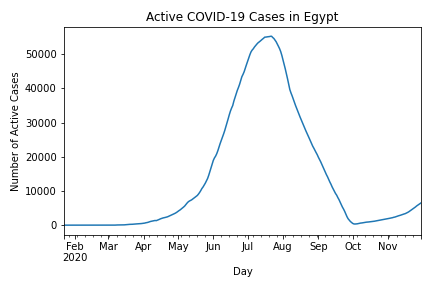 Active COVID-19 Cases in Egypt
Number of Active Cases
50000
40000
30000
20000
10000
0
Feb Mar Apr May Jun Jul Aug Sep Oct Nov
2020
Day